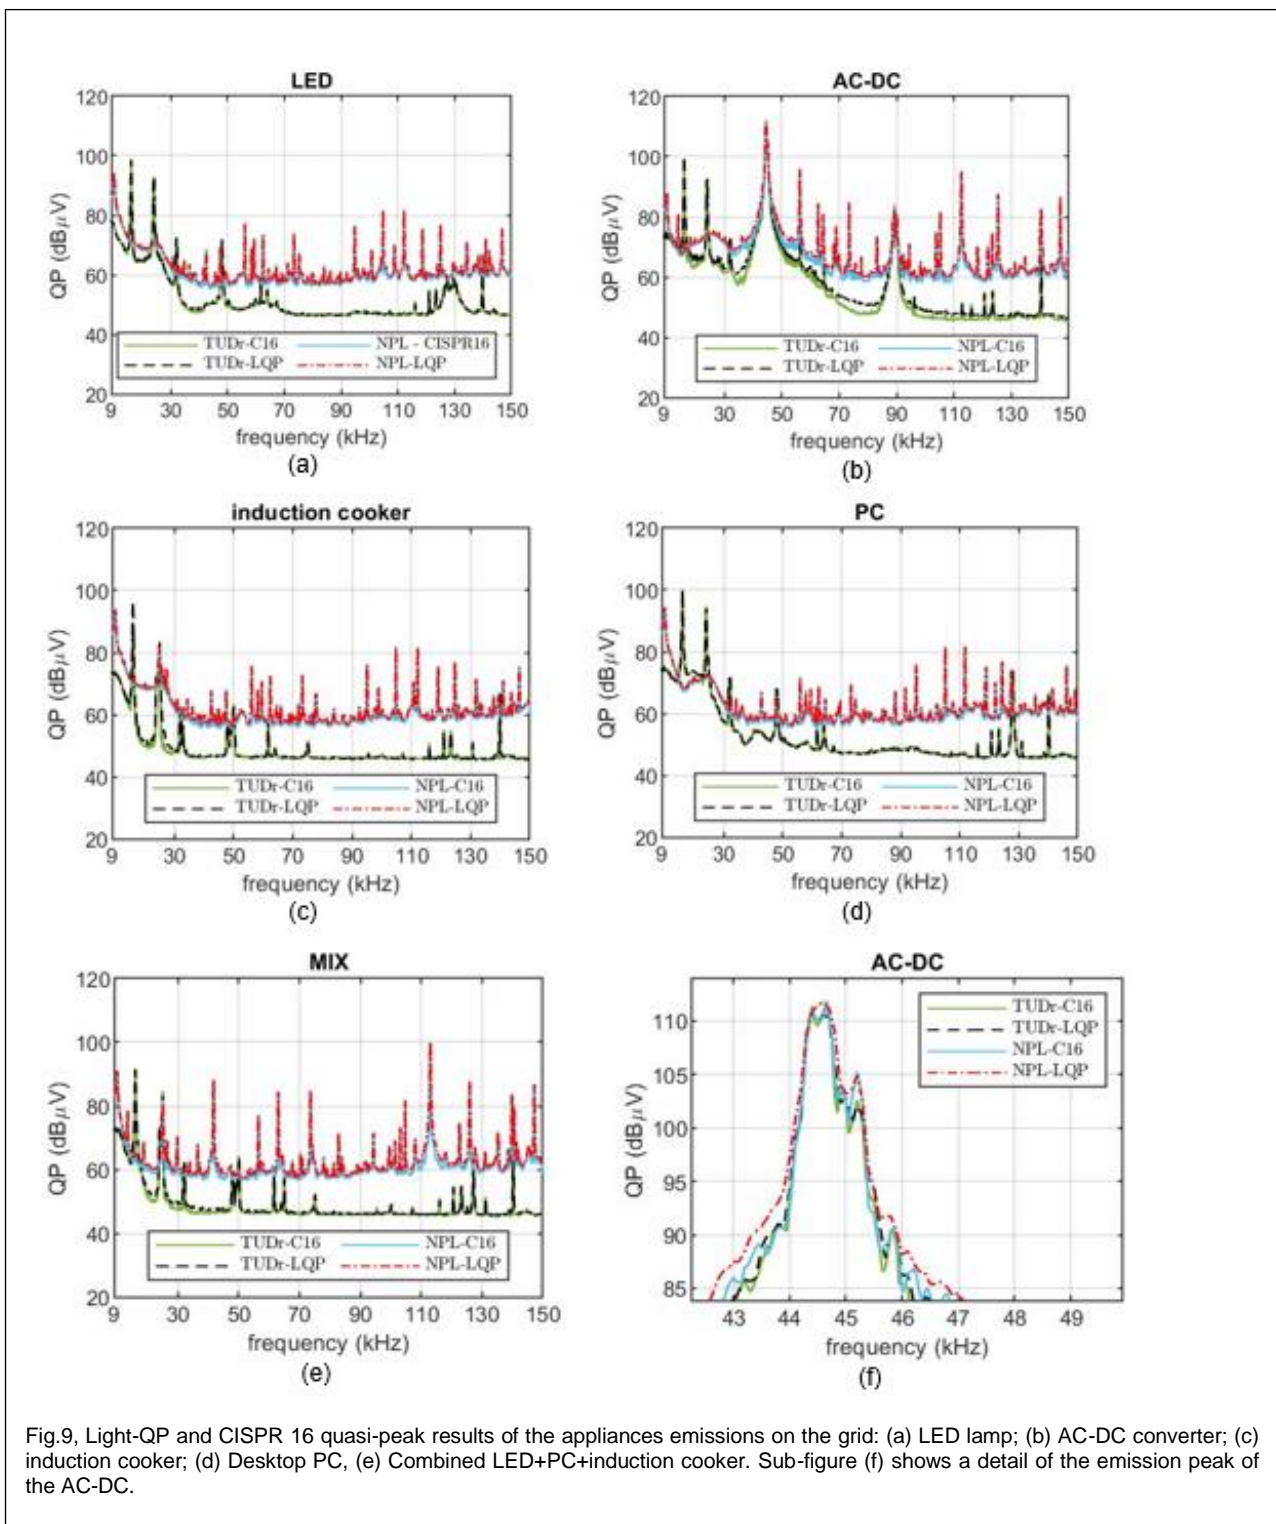 LED
120
100
80
60
40
20
QP (dBμV)
TUDr-C16
NPL - CISPR16
TUDr-LQP
NPL-LQP
9 30 50 70 90 110 130 150
frequency (kHz)
(a)
AC-DC
120
100
80
60
40
20
QP (dBμV)
TUDr-C16
NPL-C16
TUDr-LQP
NPL-LQP
9 30 50 70 90 110 130 150
frequency (kHz)
(b)
induction cooker
120
100
80
60
40
20
QP (dBμV)
TUDr-C16
NPL-C16
TUDr-LQP
NPL-LQP
9 30 50 70 90 110 130 150
frequency (kHz)
(c)
PC
120
100
80
60
40
20
QP (dBμV)
TUDr-C16
NPL-C16
TUDr-LQP
NPL-LQP
9 30 50 70 90 110 130 150
frequency (kHz)
(d)
MIX
120
100
80
60
40
20
QP (dBμV)
TUDr-C16
NPL-C16
TUDr-LQP
NPL-LQP
9 30 50 70 90 110 130 150
frequency (kHz)
(e)
AC-DC
110
105
100
95
90
85
QP (dBμV)
TUDr-C16
TUDr-LQP
NPL-C16
NPL-LQP
43 44 45 46 47 48 49
frequency (kHz)
(f)
Fig.9, Light-QP and CISPR 16 quasi-peak results of the appliances emissions on the grid: (a) LED lamp; (b) AC-DC converter; (c)
induction cooker; (d) Desktop PC, (e) Combined LED+PC+induction cooker. Sub-figure (f) shows a detail of the emission peak of
the AC-DC.